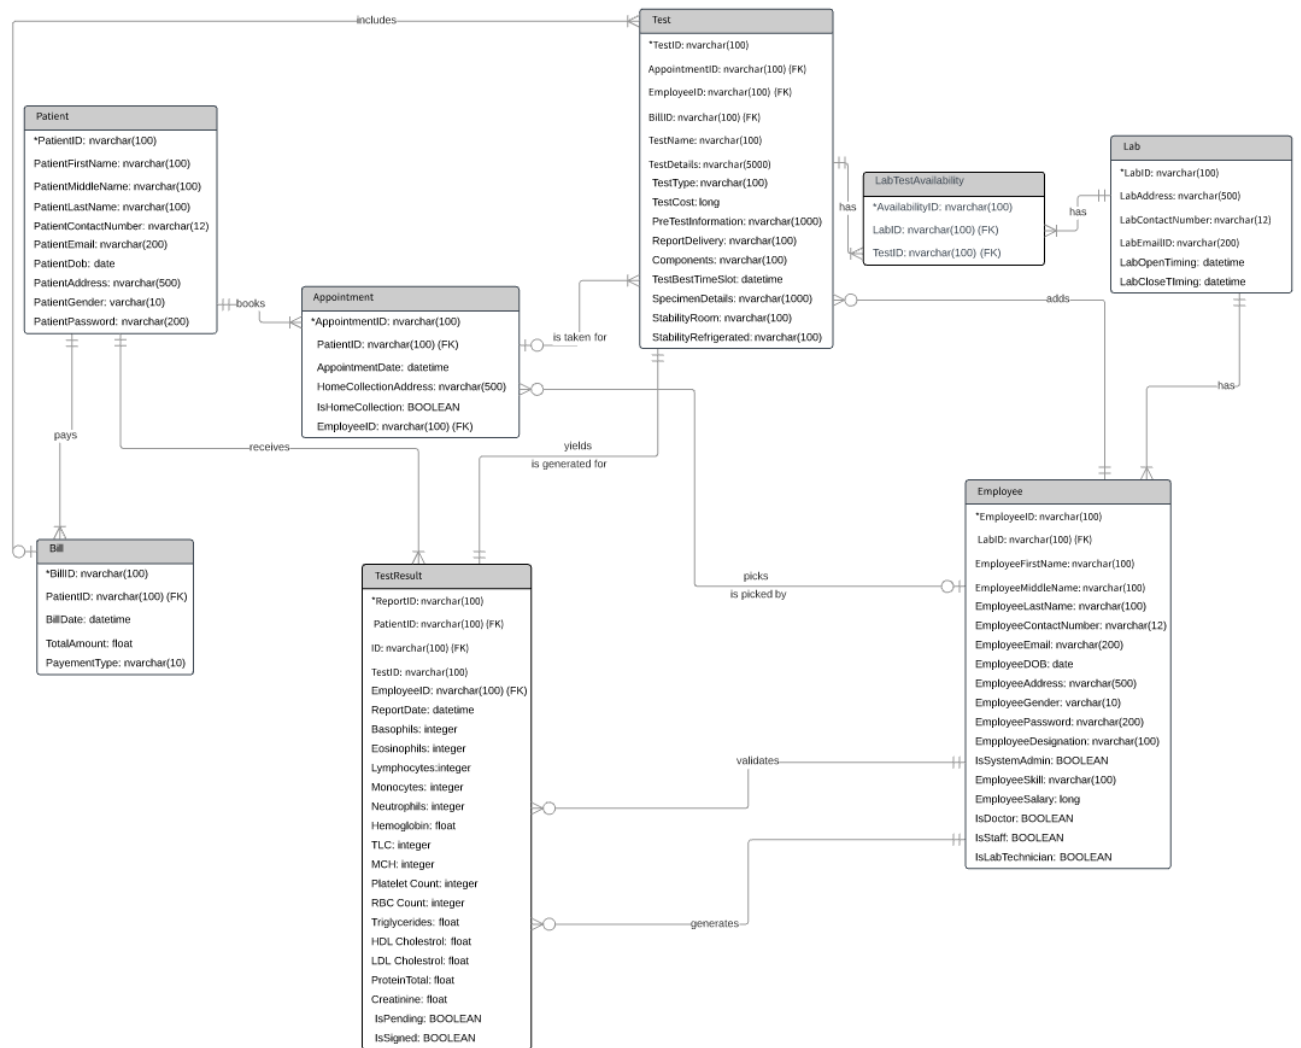 includes
Test
*TestID: nvarchar(100)
AppointmentID: nvarchar(100) (FK)
EmployeeID: nvarchar(100) (FK)
BillID: nvarchar(100) (FK)
TestName: nvarchar(100)
TestDetails: nvarchar(5000)
TestType: nvarchar(100)
TestCost: long
PreTestInformation: nvarchar(1000)
ReportDelivery: nvarchar(100)
Components: nvarchar(100)
TestBestTimeSlot: datetime
SpecimenDetails: nvarchar(1000)
StabilityRoom: nvarchar(100)
StabilityRefrigerated: nvarchar(100)
Patient
*PatientID: nvarchar(100)
PatientFirstName: nvarchar(100)
PatientMiddleName: nvarchar(100)
PatientLastName: nvarchar(100)
PatientContactNumber: nvarchar(12)
PatientEmail: nvarchar(200)
PatientDob: date
PatientAddress: nvarchar(500)
PatientGender: varchar(10)
PatientPassword: nvarchar(200)
Lab
*LabID: nvarchar(100)
LabAddress: nvarchar(500)
LabContactNumber: nvarchar(12)
LabEmailID: nvarchar(200)
LabOpenTiming: datetime
LabCloseTIming: datetime
LabTestAvailability
*AvailabilityID: nvarchar(100)
LabID: nvarchar(100) (FK)
TestID: nvarchar(100) (FK)
has
has
books
Appointment
*AppointmentID: nvarchar(100)
PatientID: nvarchar(100) (FK)
AppointmentDate: datetime
HomeCollectionAddress: nvarchar(500)
IsHomeCollection: BOOLEAN
EmployeeID: nvarchar(100) (FK)
is taken for
adds
has
pays
receives
yields
is generated for
Bill
*BillID: nvarchar(100)
PatientID: nvarchar(100) (FK)
BillDate: datetime
TotalAmount: float
PayementType: nvarchar(10)
TestResult
*ReportID: nvarchar(100)
PatientID: nvarchar(100) (FK)
ID: nvarchar(100) (FK)
TestID: nvarchar(100)
EmployeeID: nvarchar(100) (FK)
ReportDate: datetime
Basophils: integer
Eosinophils: integer
Lymphocytes:integer
Monocytes: integer
Neutrophils: integer
Hemoglobin: float
TLC: integer
MCH: integer
Platelet Count: integer
RBC Count: integer
Triglycerides: float
HDL Cholestrol: float
LDL Cholestrol: float
ProteinTotal: float
Creatinine: float
IsPending: BOOLEAN
IsSigned: BOOLEAN
picks
is picked by
validates
generates
Employee
*EmployeeID: nvarchar(100)
LabID: nvarchar(100) (FK)
EmployeeFirstName: nvarchar(100)
EmployeeMiddleName: nvarchar(100)
EmployeeLastName: nvarchar(100)
EmployeeContactNumber: nvarchar(12)
EmployeeEmail: nvarchar(200)
EmployeeDOB: date
EmployeeAddress: nvarchar(500)
EmployeeGender: varchar(10)
EmployeePassword: nvarchar(200)
EmpployeeDesignation: nvarchar(100)
IsSystemAdmin: BOOLEAN
EmployeeSkill: nvarchar(100)
EmployeeSalary: long
IsDoctor: BOOLEAN
IsStaff: BOOLEAN
IsLabTechnician: BOOLEAN